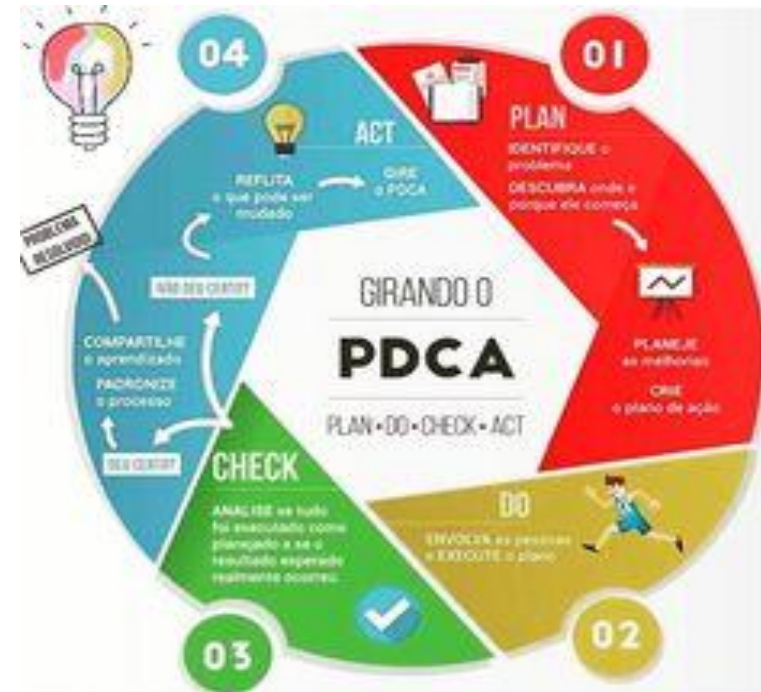 04
01
PLAN
IDENTIFIQUE o
problema
DESCUBRA onde e
porque ele começa
PLANEJE
as melhorias
CRIE
o plano de ação
ACT
REFLITA
o que pode ser
mudado
GIRE
o PDCA
PROBLEMA
RESOLVIDO
NÃO DEU CERTO?
COMPARTILHE
o aprendizado
PADRONIZE
o processo
DEU CERTO?
GIRANDO O
PDCA
PLAN • DO • CHECK • ACT
CHECK
ANALISE se tudo
foi executado como
planejado e se o
resultado esperado
realmente ocorreu
DO
ENVOLVA as pessoas
e EXECUTE o plano
03
02